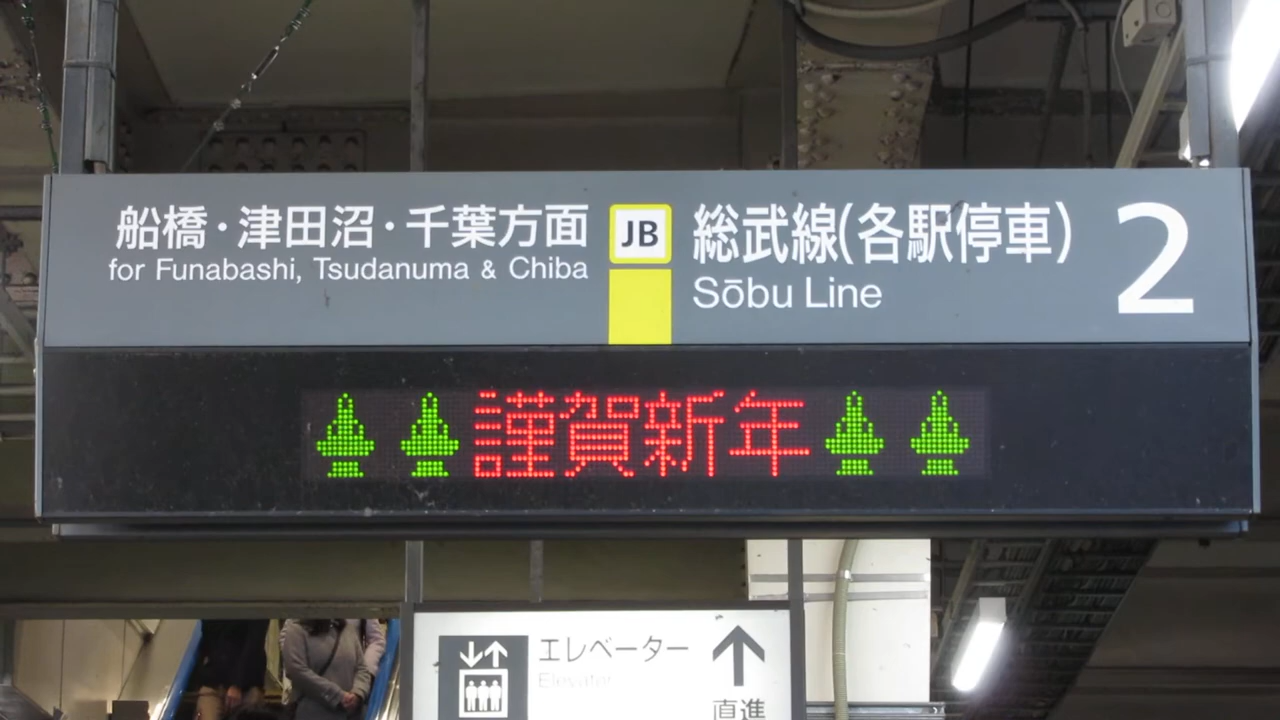 船橋・津田沼・千葉方面
for Funabashi, Tsudanuma & Chiba
JB
総武線(各駅停車)
Sōbu Line
2
謹賀新年
エレベーター
Elevator
直進